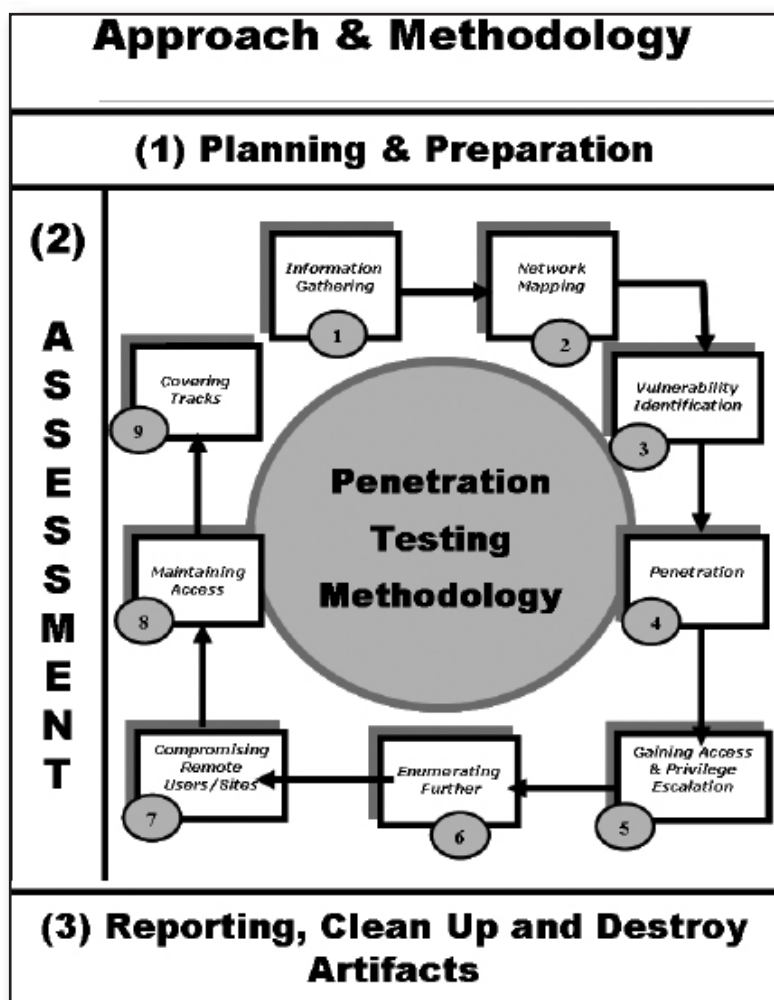 Approach & Methodology
(1) Planning & Preparation
(2)
A
S
S
E
S
S
M
E
N
T
Information
Gathering
1
Network
Mapping
2
Vulnerability
Identification
3
Penetration
4
Gaining Access
& Privilege
Escalation
5
Enumerating
Further
6
Compromising
Remote
Users/Sites
7
Maintaining
Access
8
Covering
Tracks
9
Penetration
Testing
Methodology
(3) Reporting, Clean Up and Destroy
Artifacts